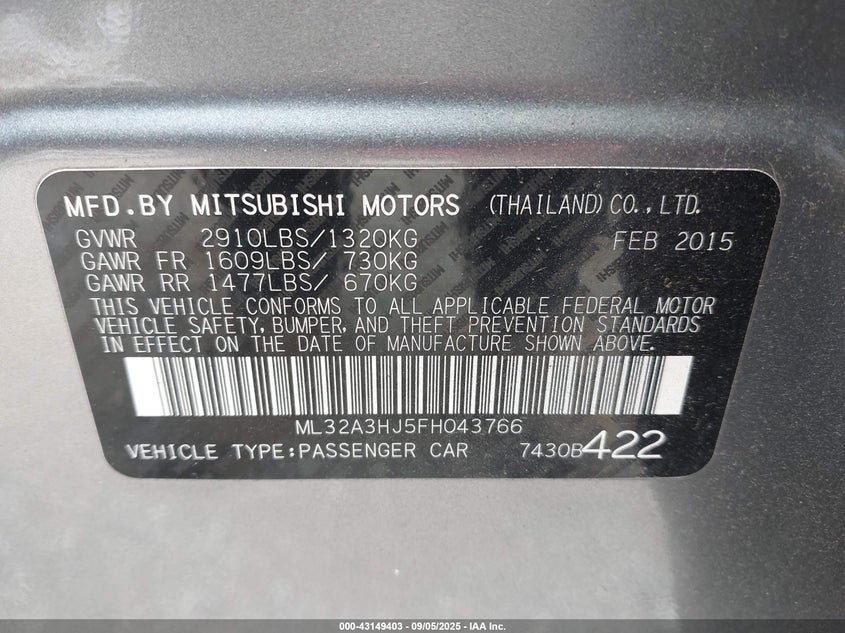 MFD.BY MITSUBISHI MOTORS (THAILAND)CO.,LTD.
GVWR 2910LBS/1320KG FEB 2015
GAWR FR 1609LBS/ 730KG
GAWR RR 1477LBS/ 670KG
THIS VEHICLE CONFORMS TO ALL APPLICABLE FEDERAL MOTOR
VEHICLE SAFETY, BUMPER, AND THEFT PREVENTION STANDARDS
IN EFFECT ON THE DATE OF MANUFACTURE SHOWN ABOVE.
ML32A3HJ5FH043766
VEHICLE TYPE:PASSENGER CAR 7430B422
000-43149403 - 09/05/2025 - IAA Inc.